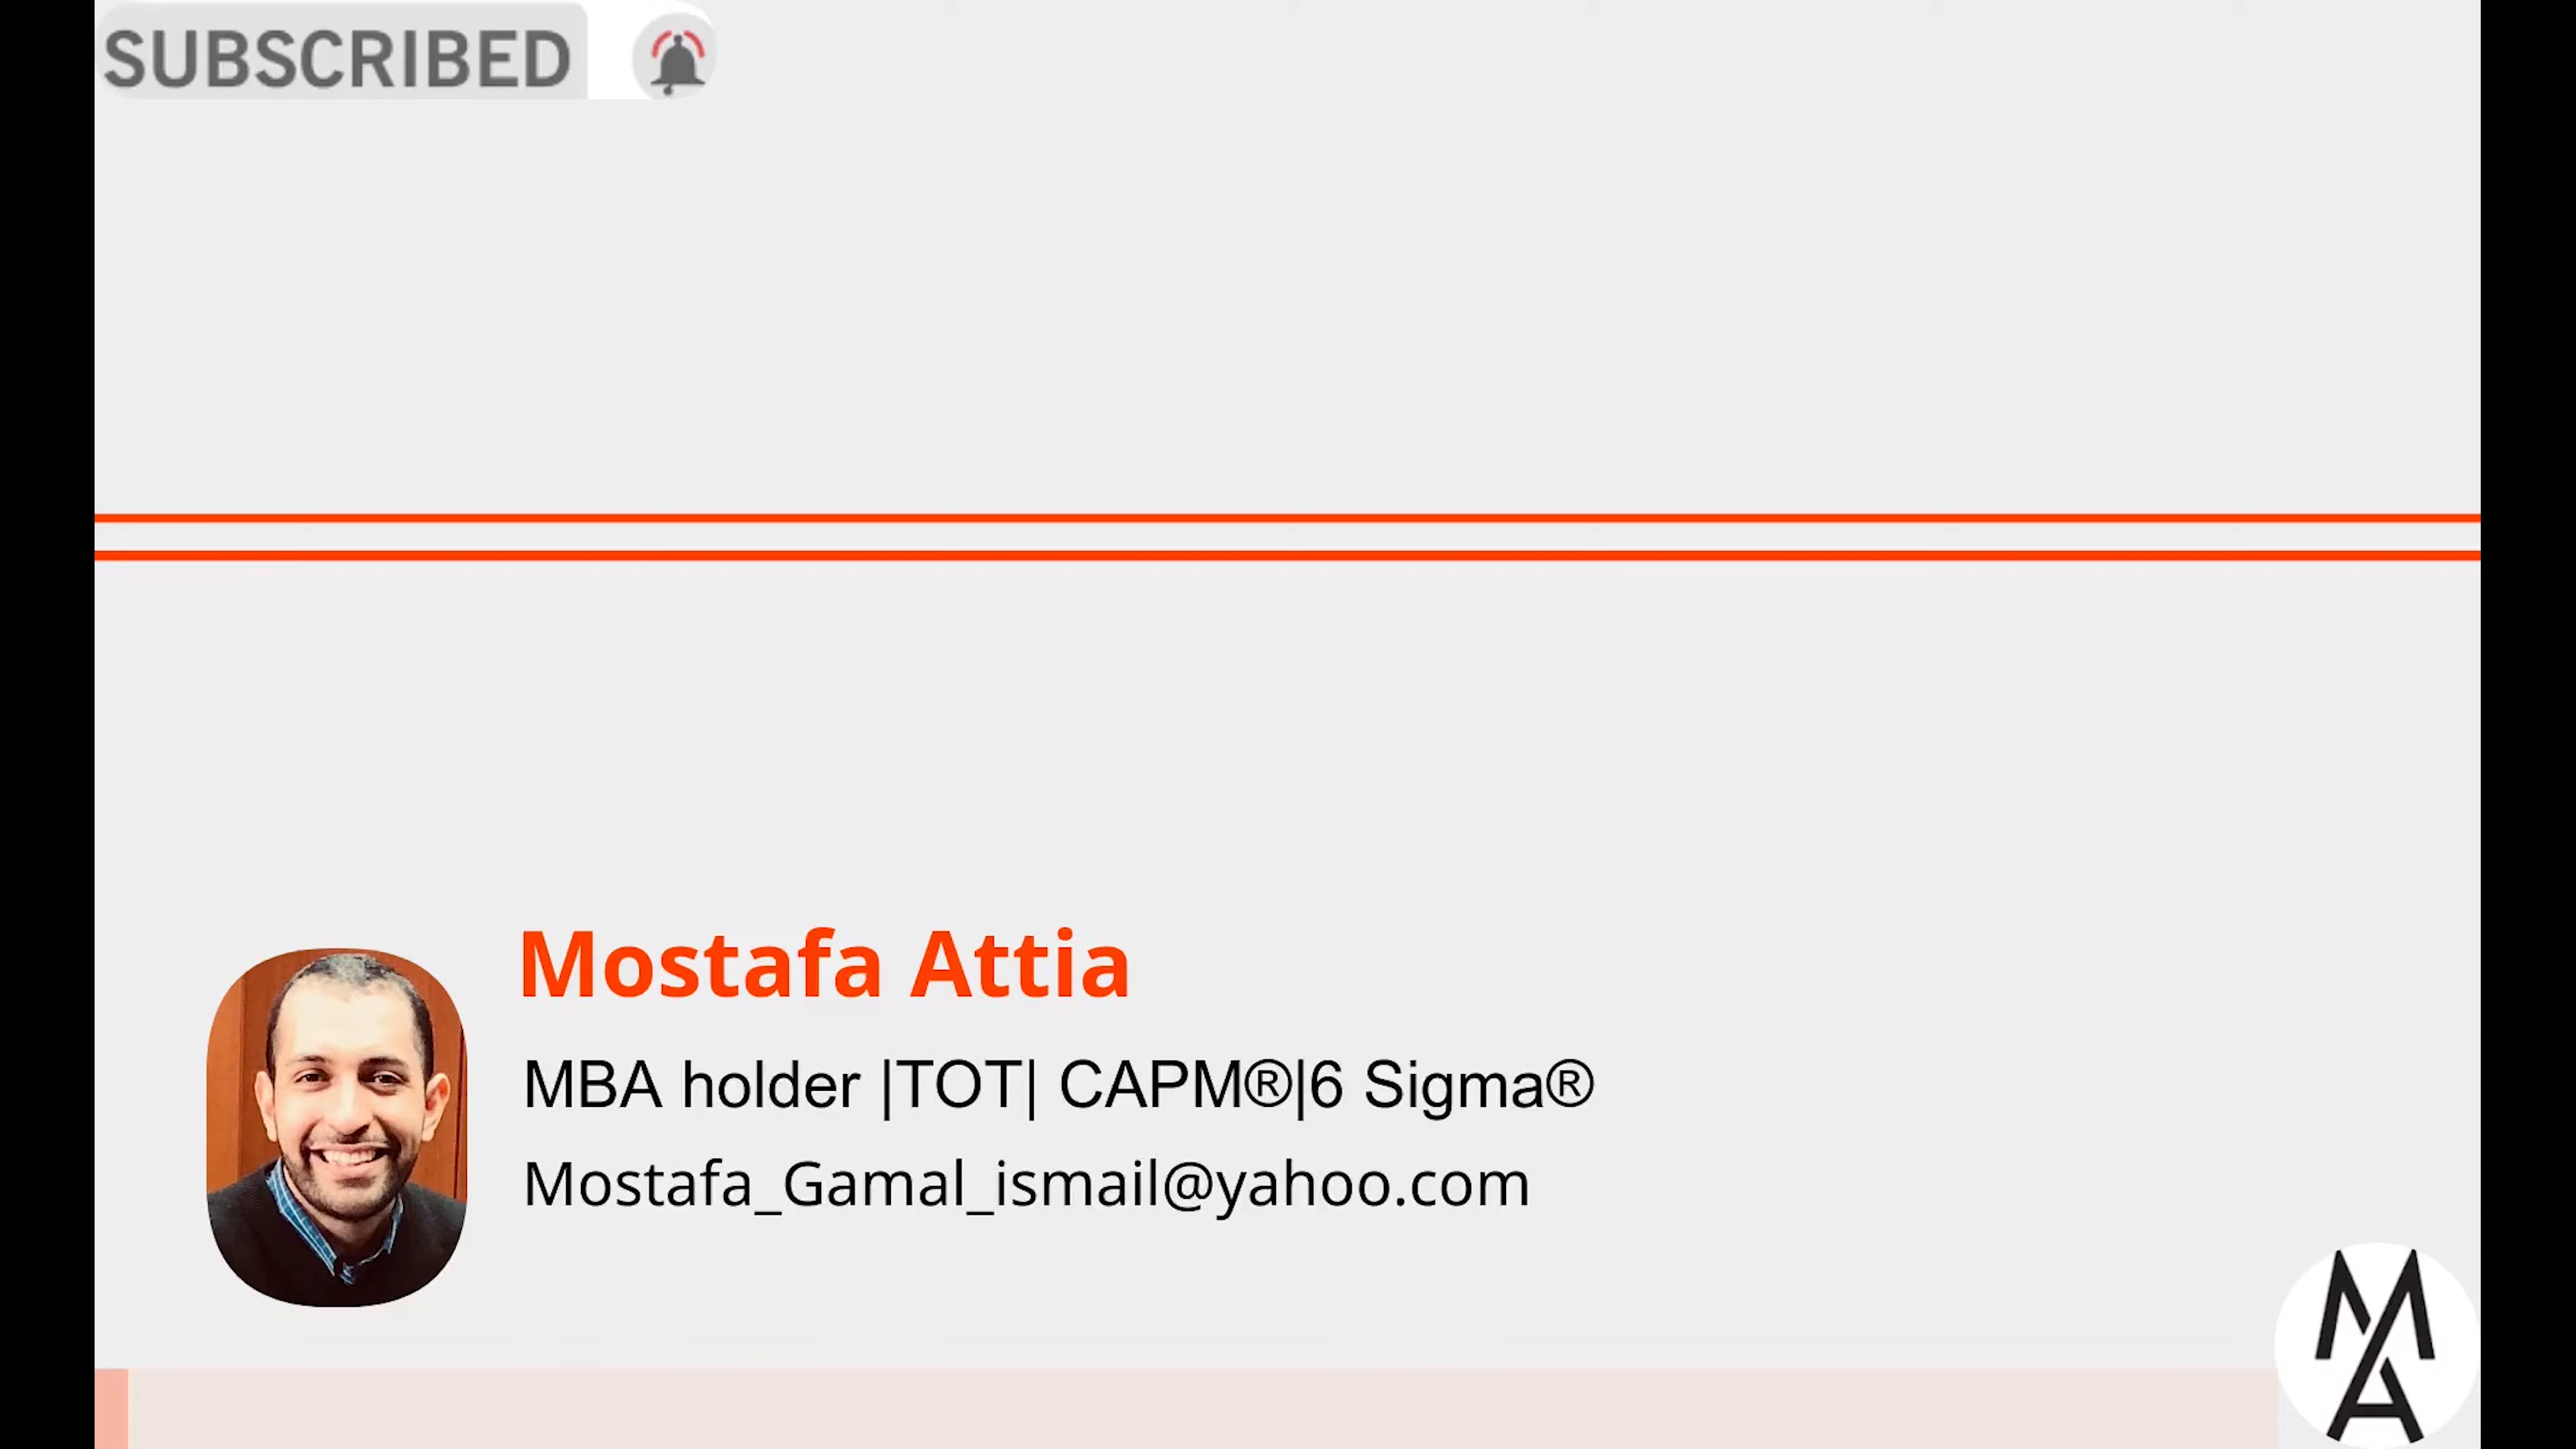 SUBSCRIBED
Mostafa Attia
MBA holder |TOT| CAPM®|6 Sigma®
Mostafa_Gamal_ismail@yahoo.com
MA